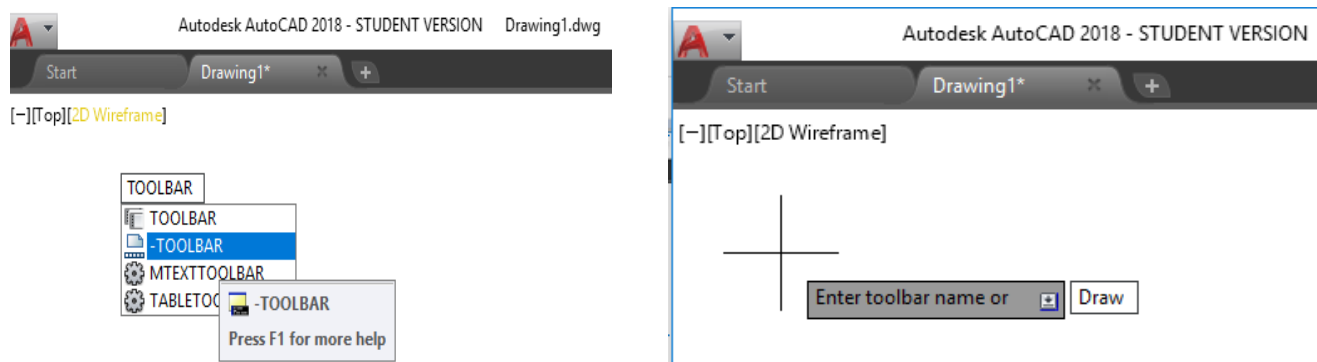 Autodesk AutoCAD 2018 - STUDENT VERSION Drawing1.dwg
Start Drawing1*
[−][Top][2D Wireframe]
TOOLBAR
TOOLBAR
-TOOLBAR
MTEXTTOOLBAR
TABLETOO
-TOOLBAR
Press F1 for more help
Autodesk AutoCAD 2018 - STUDENT VERSION
Start Drawing1*
[−][Top][2D Wireframe]
Enter toolbar name or Draw